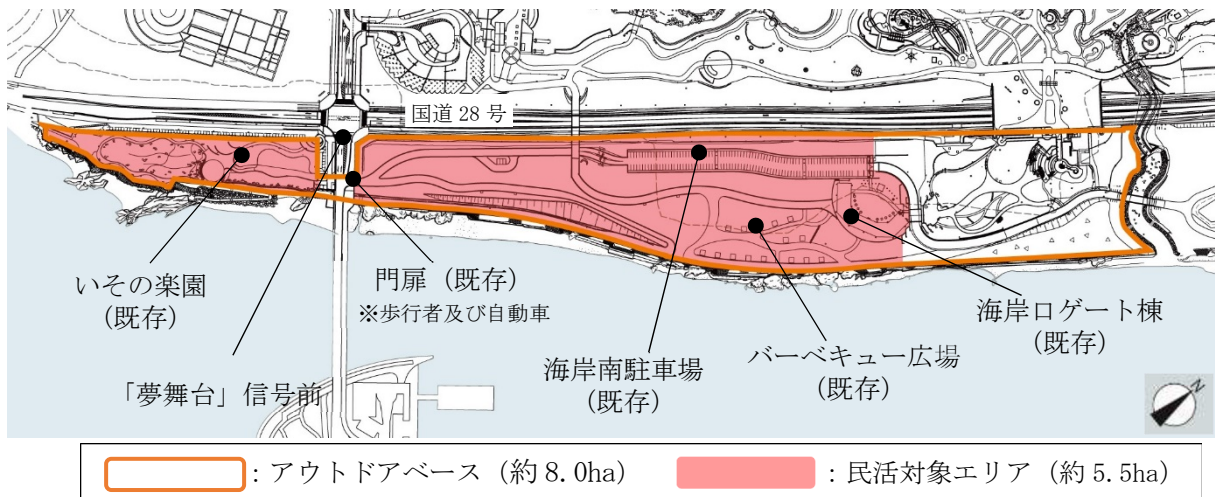 国道 28 号
いその楽園
(既存)
門扉（既存）
※歩行者及び自動車
「夢舞台」信号前
海岸南駐車場
(既存)
バーベキュー広場
(既存)
海岸口ゲート棟
(既存)
N
：アウトドアベース（約 8.0ha）
：民活対象エリア（約 5.5ha）